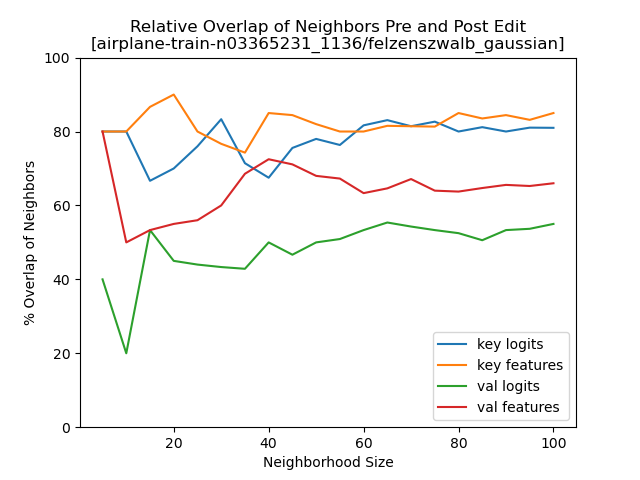 Relative Overlap of Neighbors Pre and Post Edit
[airplane-train-n03365231_1136/felzenszwalb_gaussian]
100
80
60
40
20
0
% Overlap of Neighbors
key logits
key features
val logits
val features
20
40
60
80
100
Neighborhood Size